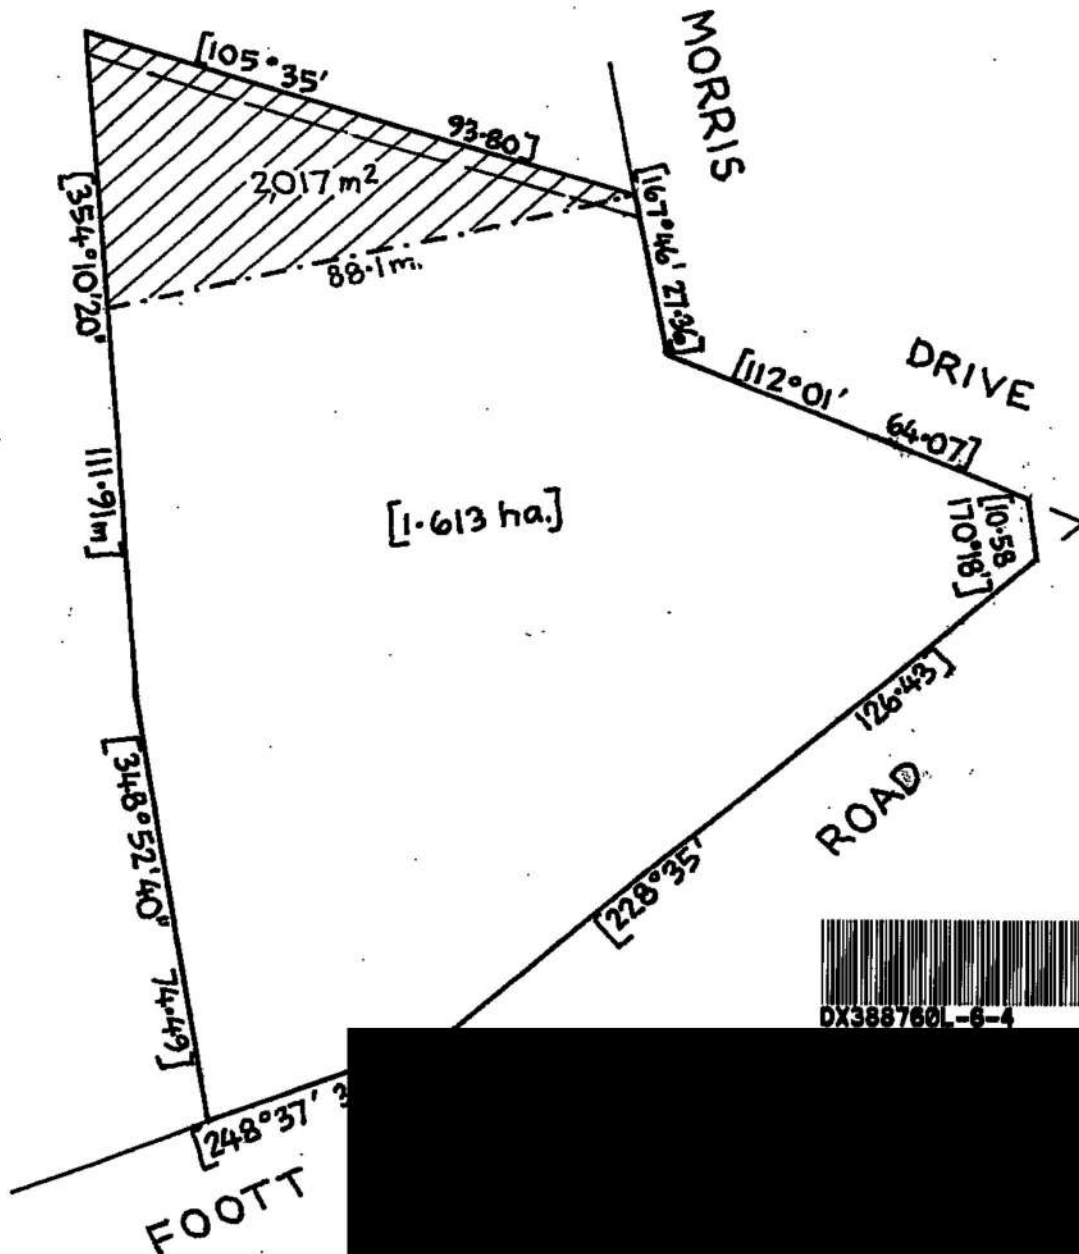 [105°35'
93·80]
MORRIS
2,017 m²
[354°10'20"
88·1m.
[167°46' 27·36]
[112°01'
DRIVE
64·07]
111·91m]
[1·613 ha.]
[10·58
170°18']
126·43]
[348°52'40"
ROAD
[228°35'
74·49]
DX388760L-6-4
[248°37'
FOOTT